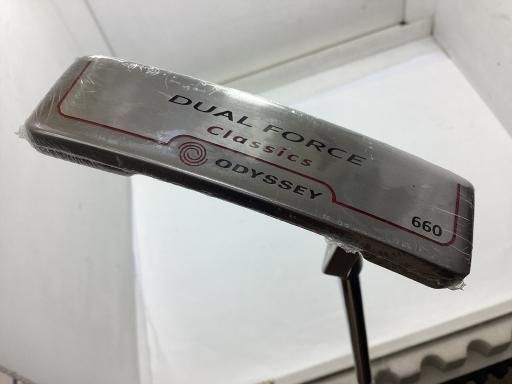 DUAL FORCE
Classics
ODYSSEY
660